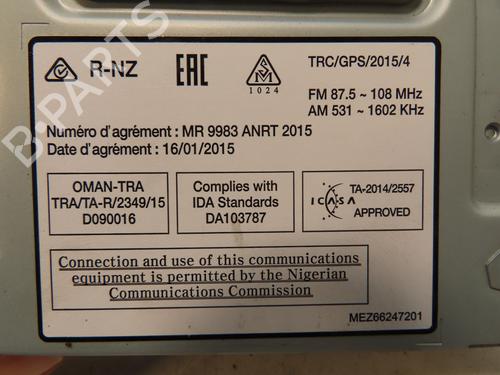 R-NZ
EAC
1024
TRC/GPS/2015/4
FM 87.5 ~ 108 MHz
AM 531 ~ 1602 KHz
Numéro d'agrément : MR 9983 ANRT 2015
Date d'agrément : 16/01/2015
OMAN-TRA
TRA/TA-R/2349/15
D090016
Complies with
IDA Standards
DA103787
ICASA
TA-2014/2557
APPROVED
Connection and use of this communications
equipment is permitted by the Nigerian
Communications Commission
MEZ66247201
B-PARTS